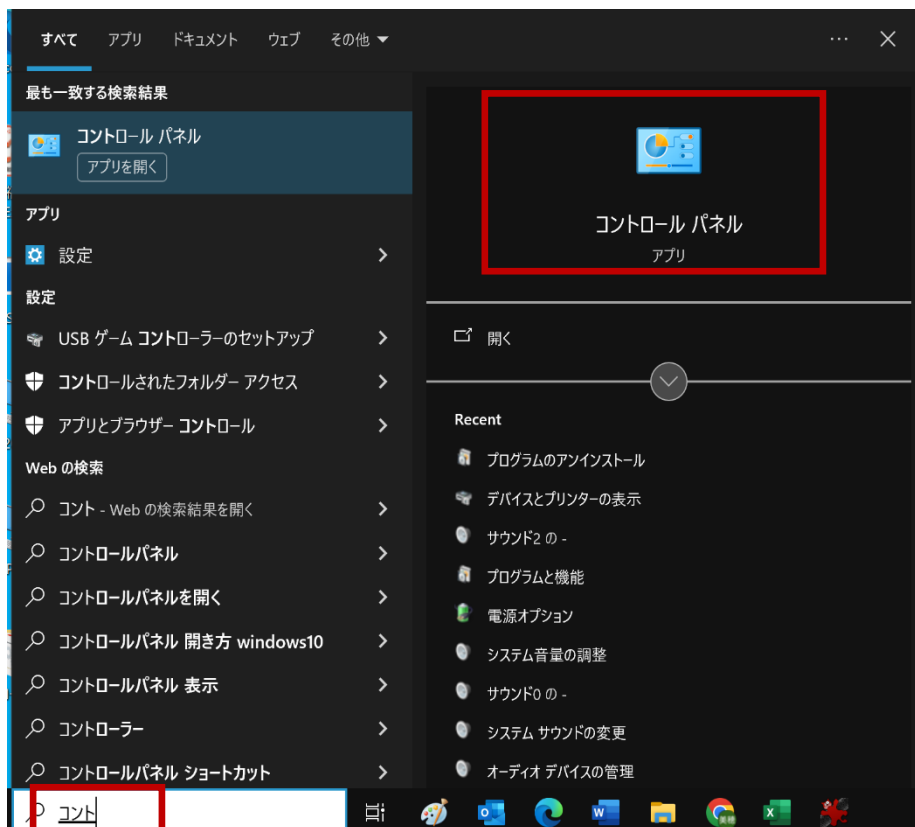 すべて アプリ ドキュメント ウェブ その他 ▼ … ×
最も一致する検索結果
コントロール パネル
アプリを開く
アプリ
設定
設定
USB ゲーム コントローラーのセットアップ
コントロールされたフォルダー アクセス
アプリとブラウザー コントロール
Web の検索
コント - Web の検索結果を開く
コントロールパネル
コントロールパネルを開く
コントロールパネル 開き方 windows10
コントロールパネル 表示
コントローラー
コントロールパネル ショートカット
コント
コントロール パネル
アプリ
開く
Recent
プログラムのアンインストール
デバイスとプリンターの表示
サウンド2 の -
プログラムと機能
電源オプション
システム音量の調整
サウンド0 の -
システム サウンドの変更
オーディオ デバイスの管理